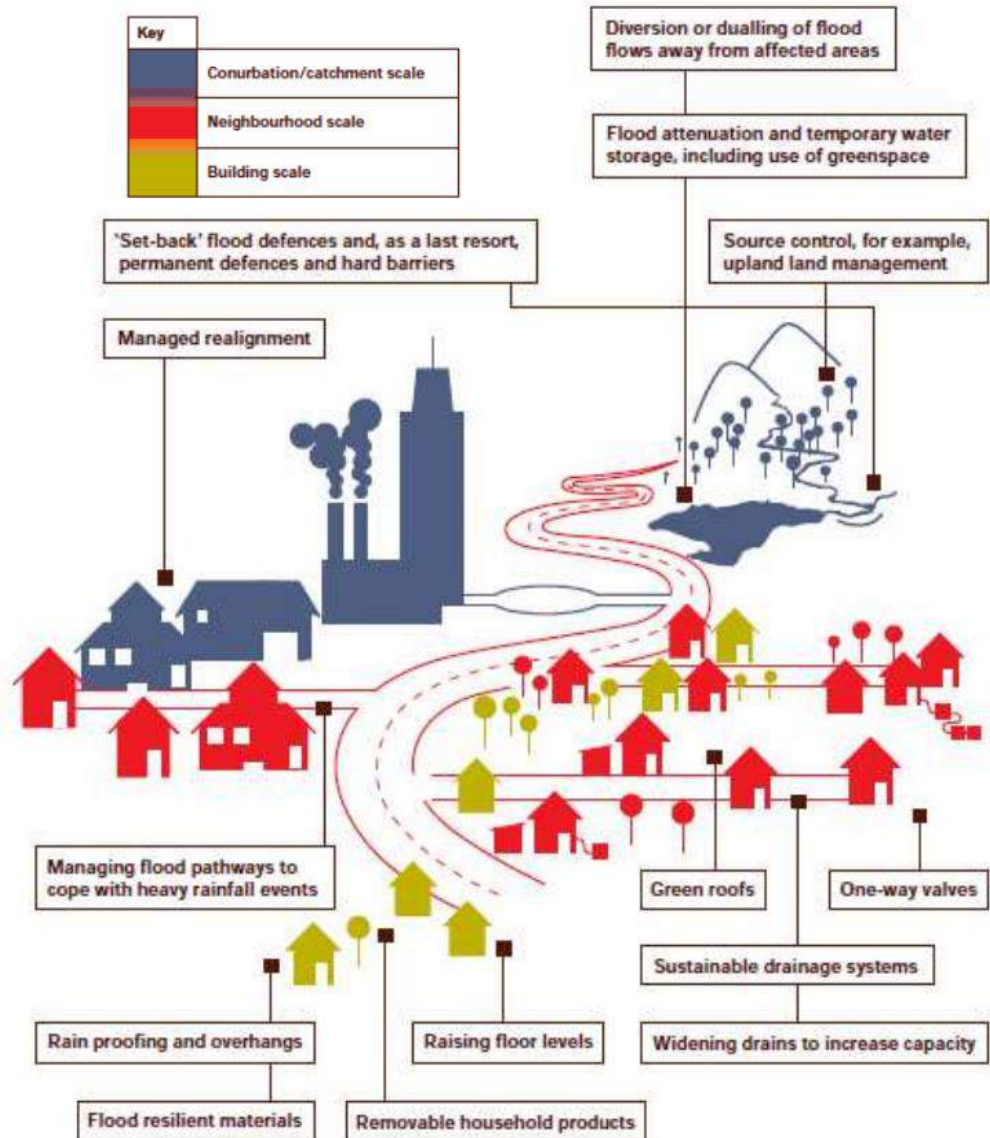 Key
Conurbation/catchment scale
Neighbourhood scale
Building scale
Diversion or dualling of flood
flows away from affected areas
Flood attenuation and temporary water
storage, including use of greenspace
'Set-back' flood defences and, as a last resort,
permanent defences and hard barriers
Source control, for example,
upland land management
Managed realignment
Managing flood pathways to
cope with heavy rainfall events
Green roofs
One-way valves
Sustainable drainage systems
Rain proofing and overhangs
Raising floor levels
Widening drains to increase capacity
Flood resilient materials
Removable household products